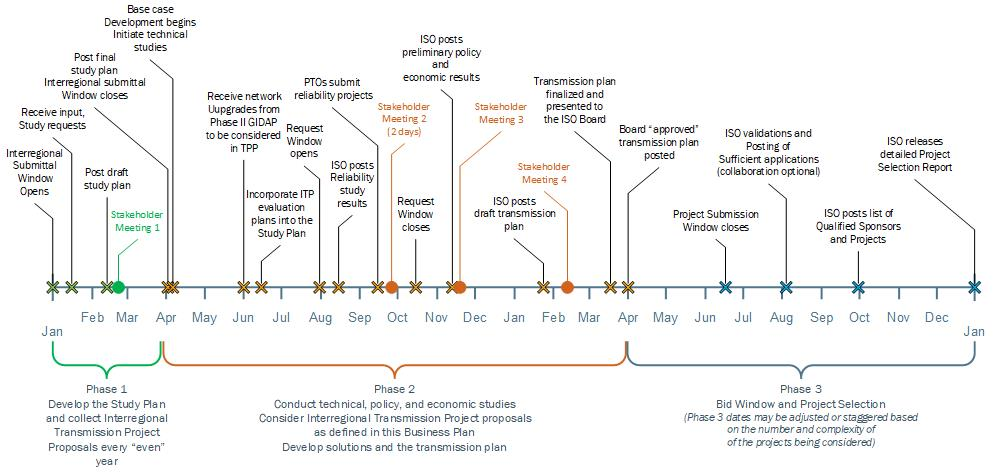 Base case
Development begins
Initiate technical
studies
Post final
study plan
Interregional submittal
Window closes
Receive input,
Study requests
Interregional
Submittal
Window
Opens
Post draft
study plan
Stakeholder
Meeting 1
Receive network
Uupgrades from
Phase II GIDAP
to be considered
in TPP
Incorporate ITP
evaluation
plans into the
Study Plan
PTOs submit
reliability projects
Request
Window
opens
ISO posts
Reliability
study
results
Stakeholder
Meeting 2
(2 days)
ISO posts
preliminary policy
and
economic results
Request
Window
closes
Stakeholder
Meeting 3
Transmission plan
finalized and
presented to
the ISO Board
Stakeholder
Meeting 4
ISO posts
draft transmission
plan
Board “approved”
transmission plan
posted
Project Submission
Window closes
ISO validations and
Posting of
Sufficient applications
(collaboration optional)
ISO posts list of
Qualified Sponsors
and Projects
ISO releases
detailed Project
Selection Report
Jan Feb Mar Apr May Jun Jul Aug Sep Oct Nov Dec Jan Feb Mar Apr May Jun Jul Aug Sep Oct Nov Dec Jan
Phase 1
Develop the Study Plan
and collect Interregional
Transmission Project
Proposals every “even”
year
Phase 2
Conduct technical, policy, and economic studies
Consider Interregional Transmission Project proposals
as defined in this Business Plan
Develop solutions and the transmission plan
Phase 3
Bid Window and Project Selection
(Phase 3 dates may be adjusted or staggered based
on the number and complexity of
of the projects being considered)